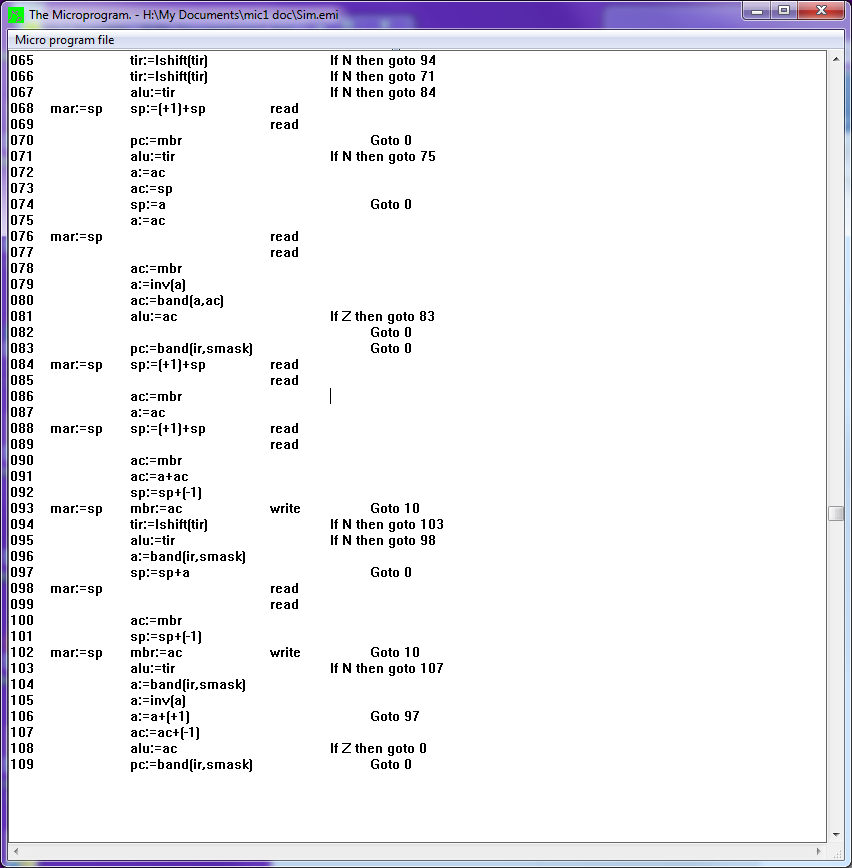 The Microprogram. - H:\My Documents\mic1 doc\Sim.emi
Micro program file
065 tir:=lshift(tir) If N then goto 94
066 tir:=lshift(tir) If N then goto 71
067 alu:=tir If N then goto 84
068 mar:=sp sp:=(+1)+sp read
069 read
070 pc:=mbr Goto 0
071 alu:=tir If N then goto 75
072 a:=ac
073 ac:=sp
074 sp:=a Goto 0
075 a:=ac
076 mar:=sp read
077 read
078 ac:=mbr
079 a:=inv(a)
080 ac:=band(a,ac)
081 alu:=ac If Z then goto 83
082 Goto 0
083 pc:=band(ir,smask) Goto 0
084 mar:=sp sp:=(+1)+sp read
085 read
086 ac:=mbr
087 a:=ac
088 mar:=sp sp:=(+1)+sp read
089 read
090 ac:=mbr
091 ac:=a+ac
092 sp:=sp+(-1)
093 mar:=sp mbr:=ac write Goto 10
094 tir:=lshift(tir) If N then goto 103
095 alu:=tir If N then goto 98
096 a:=band(ir,smask)
097 sp:=sp+a Goto 0
098 mar:=sp read
099 read
100 ac:=mbr
101 sp:=sp+(-1)
102 mar:=sp mbr:=ac write Goto 10
103 alu:=tir If N then goto 107
104 a:=band(ir,smask)
105 a:=inv(a)
106 a:=a+(+1) Goto 97
107 ac:=ac+(-1)
108 alu:=ac If Z then goto 0
109 pc:=band(ir,smask) Goto 0